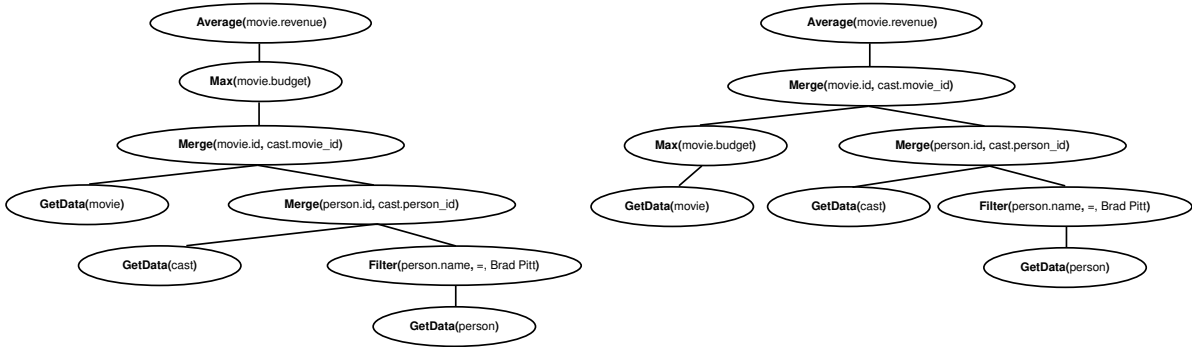 Average(movie.revenue)
Max(movie.budget)
Merge(movie.id, cast.movie_id)
GetData(movie)
Merge(person.id, cast.person_id)
GetData(cast)
Filter(person.name, =, Brad Pitt)
GetData(person)
Average(movie.revenue)
Merge(movie.id, cast.movie_id)
Max(movie.budget)
Merge(person.id, cast.person_id)
GetData(movie)
GetData(cast)
Filter(person.name, =, Brad Pitt)
GetData(person)